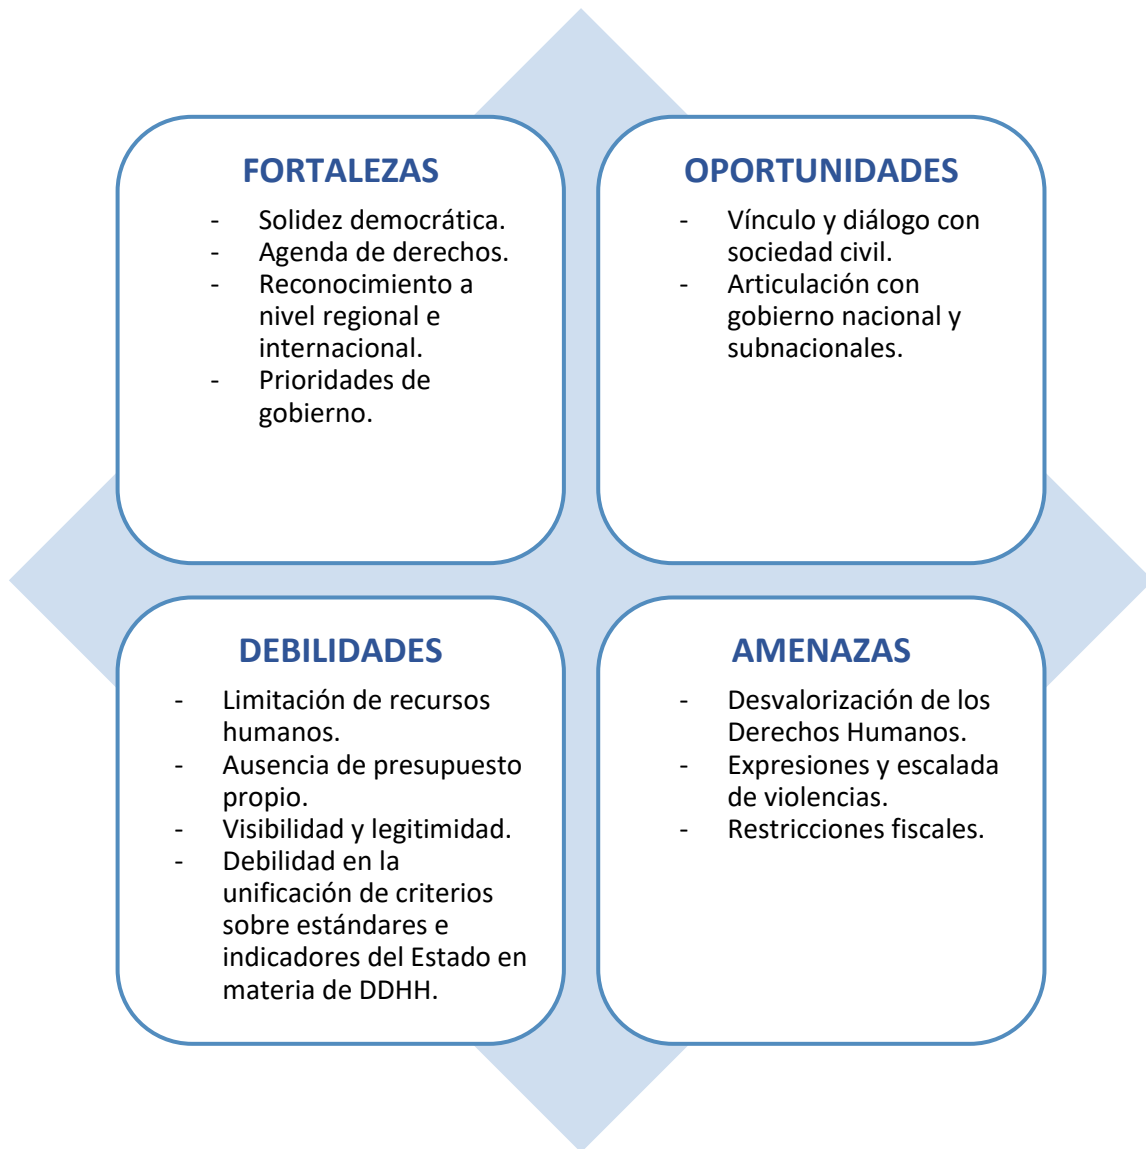 FORTALEZAS
- Solidez democrática.
- Agenda de derechos.
- Reconocimiento a
nivel regional e
internacional.
- Prioridades de
gobierno.
OPORTUNIDADES
- Vínculo y diálogo con
sociedad civil.
- Articulación con
gobierno nacional y
subnacionales.
DEBILIDADES
- Limitación de recursos
humanos.
- Ausencia de presupuesto
propio.
- Visibilidad y legitimidad.
- Debilidad en la
unificación de criterios
sobre estándares e
indicadores del Estado en
materia de DDHH.
AMENAZAS
- Desvalorización de los
Derechos Humanos.
- Expresiones y escalada
de violencias.
- Restricciones fiscales.